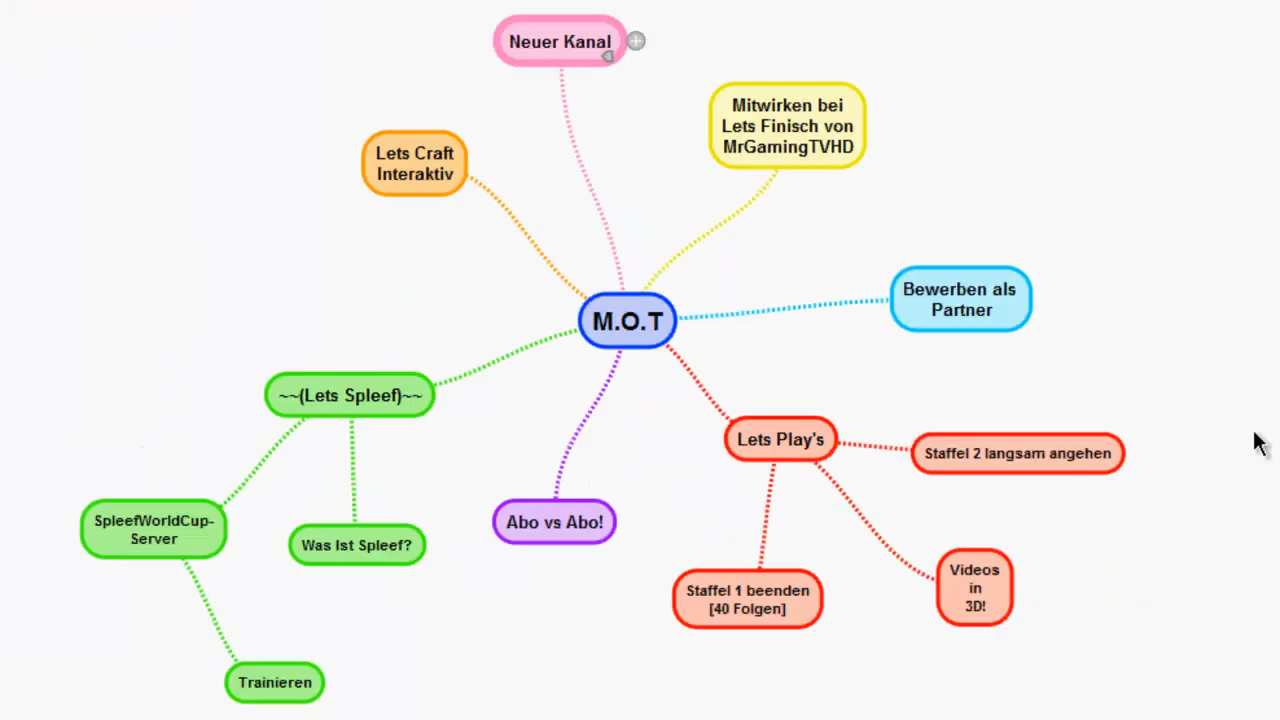 Neuer Kanal
Mitwirken bei
Lets Finisch von
MrGamingTVHD
Lets Craft
Interaktiv
Bewerben als
Partner
M.O.T
~~(Lets Spleef)~~
Lets Play's
Staffel 2 langsam angehen
SpleefWorldCup-
Server
Was Ist Spleef?
Abo vs Abo!
Staffel 1 beenden
[40 Folgen]
Videos
in
3D!
Trainieren